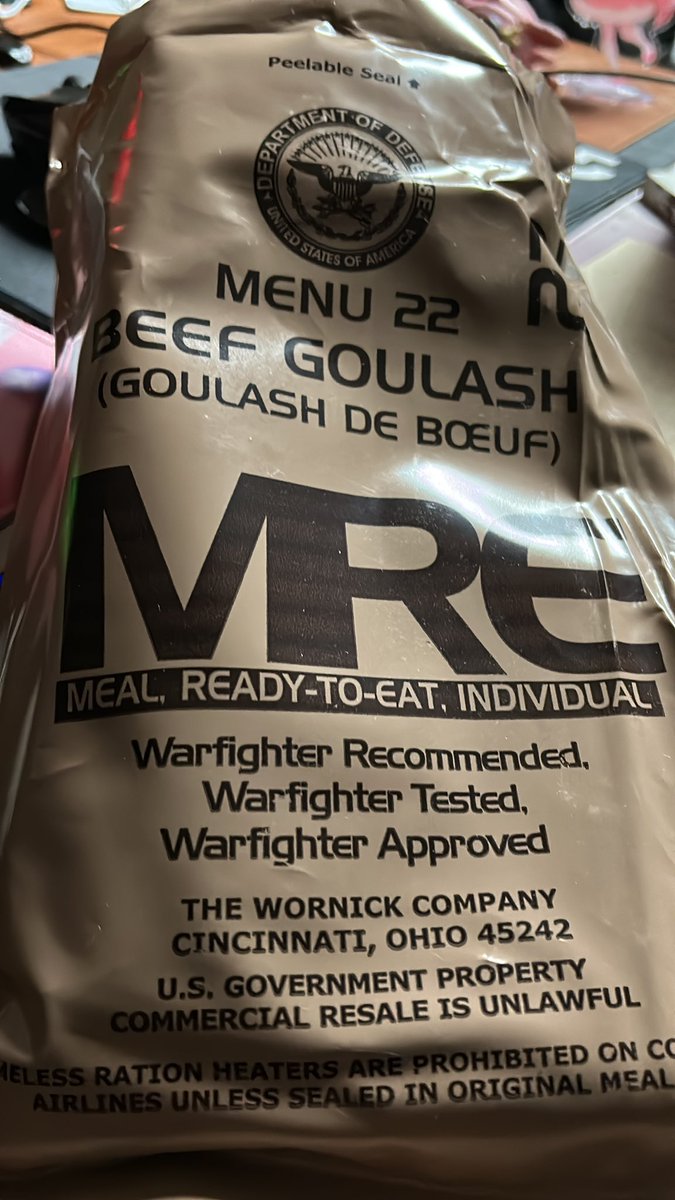 Peelable Seal
DEPARTMENT OF DEFENSE
UNITED STATES OF AMERICA
MENU 22
22
BEEF GOULASH
(GOULASH DE BŒUF)
MRE
MEAL, READY-TO-EAT, INDIVIDUAL
Warfighter Recommended,
Warfighter Tested,
Warfighter Approved
THE WORNICK COMPANY
CINCINNATI, OHIO 45242
U.S. GOVERNMENT PROPERTY
COMMERCIAL RESALE IS UNLAWFUL
RATION HEATERS ARE PROHIBITED ON
AIRLINES UNLESS SEALED IN ORIGINAL MEAL